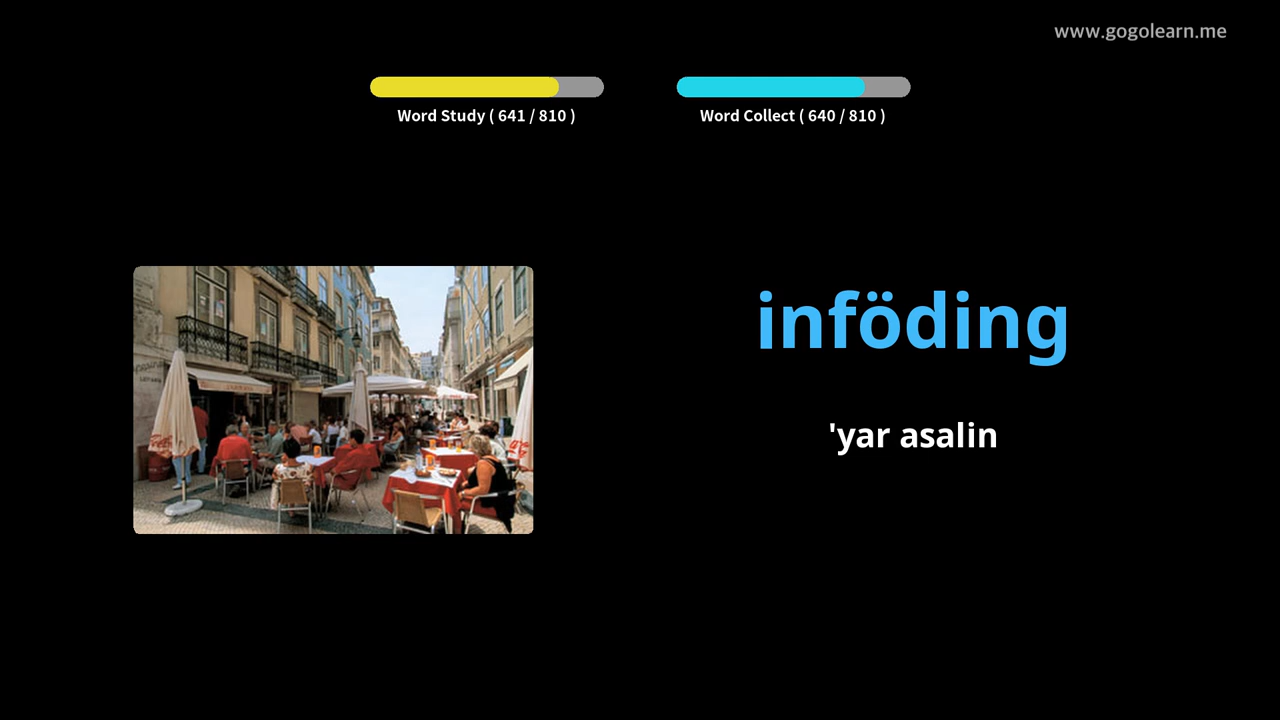 www.gogolearn.me
Word Study ( 641 / 810 )
Word Collect ( 640 / 810 )
inföding
'yar asalin